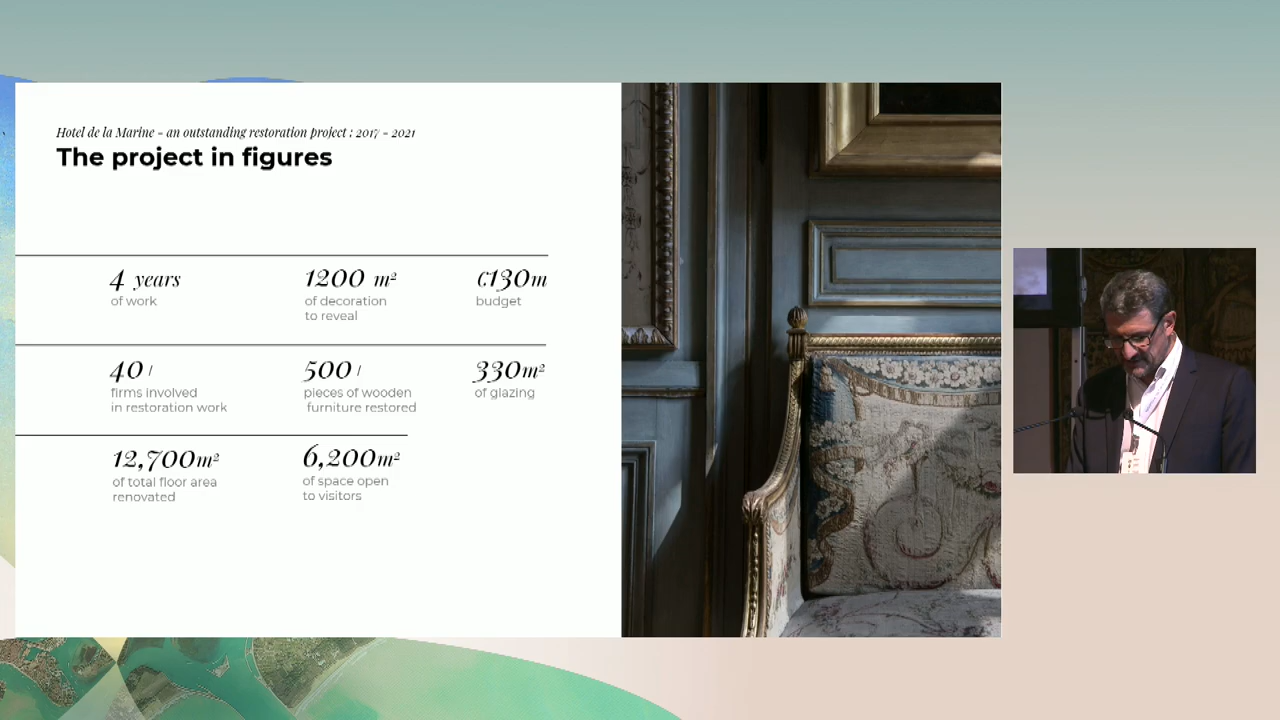 Hotel de la Marine - an outstanding restoration project : 2017 - 2021
The project in figures
4 years
of work
1200 m²
of decoration
to reveal
€130m
budget
40 /
firms involved
in restoration work
500 /
pieces of wooden
furniture restored
330m²
of glazing
12,700m²
of total floor area
renovated
6,200m²
of space open
to visitors